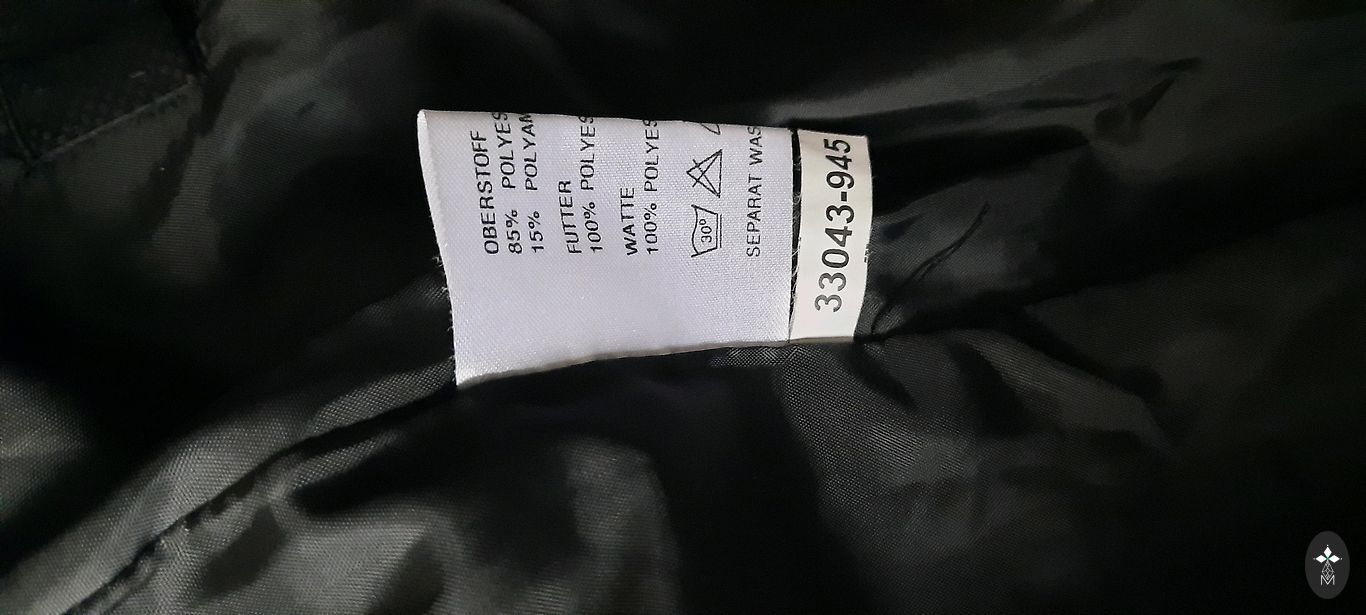 OBERSTOFF
85% POLYES
15% POLYAM
FUTTER
100% POLYES
WATTE
100% POLYES
30°
SEPARAT WAS
33043-945
M